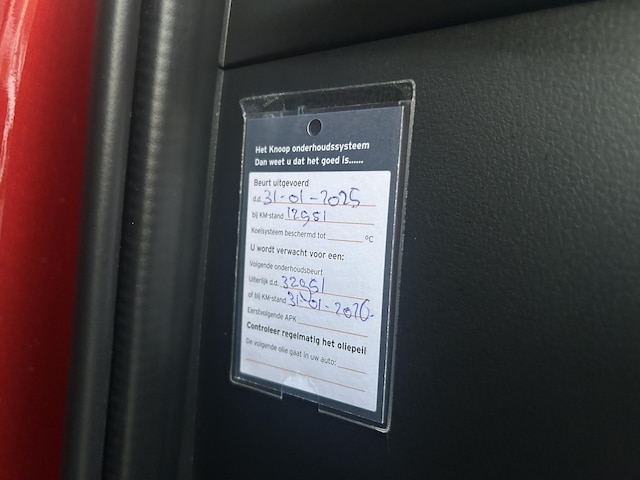 Het Knoop onderhoudssysteem
Dan weet u dat het goed is......
Beurt uitgevoerd
d.d. 31-01-2025
bij KM-stand 12951
Koelsysteem beschermd tot °C
U wordt verwacht voor een:
Volgende onderhoudsbeurt
Uiterlijk d.d. 32951
of bij KM-stand 31-01-2026.
Eerstvolgende APK
Controleer regelmatig het oliepeil
De volgende olie gaat in uw auto: